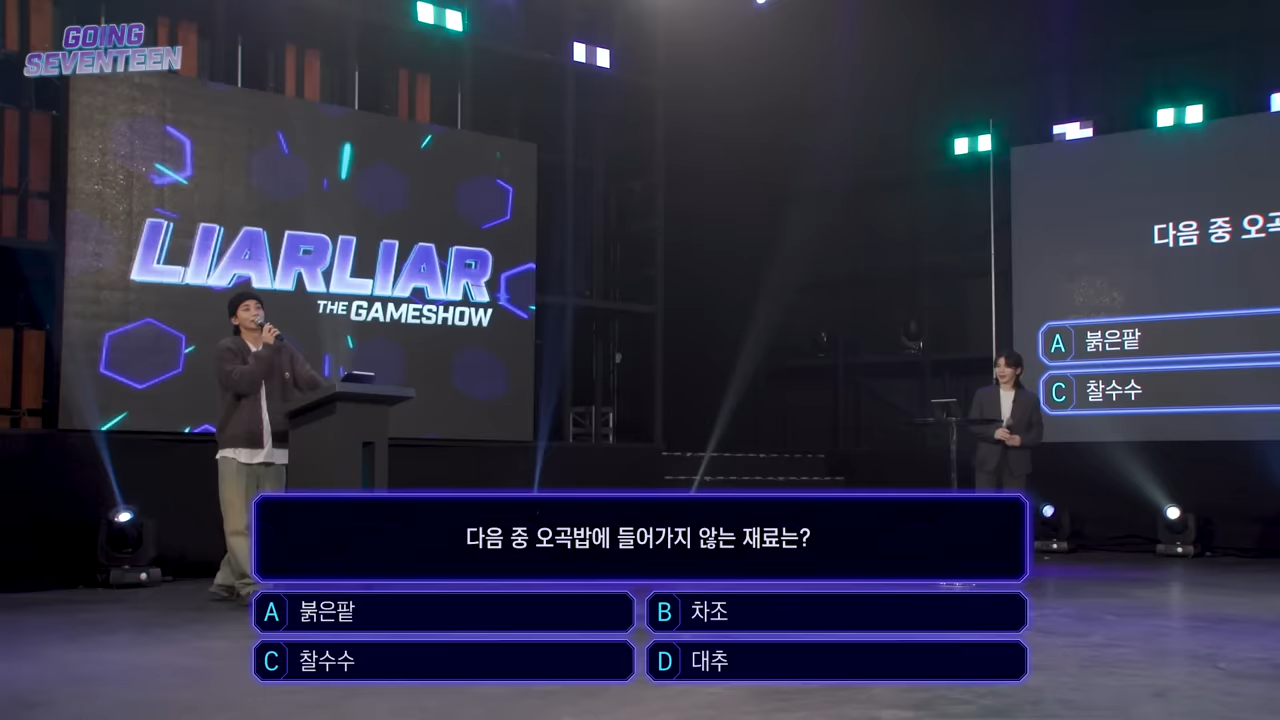 GOING
SEVENTEEN
LIARLIAR
THE GAMESHOW
다음 중 오곡
A 붉은팥
C 찰수수
다음 중 오곡밥에 들어가지 않는 재료는?
A 붉은팥
B 차조
C 찰수수
D 대추